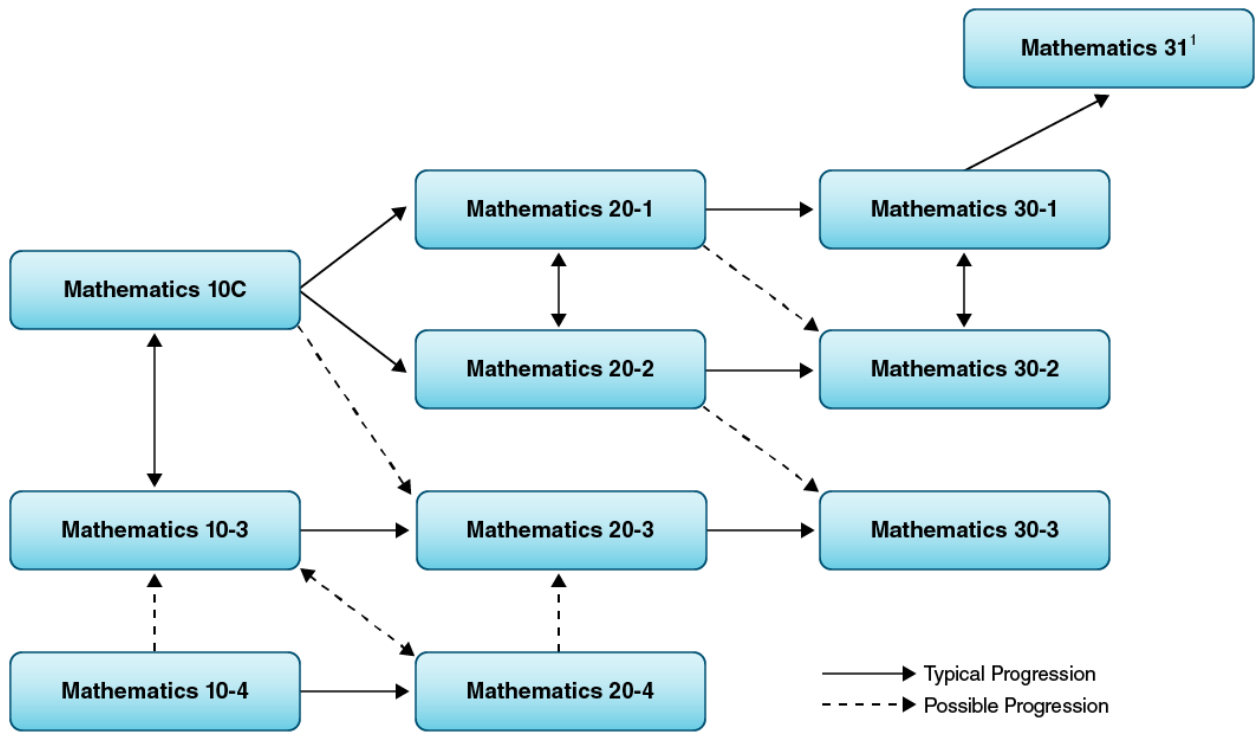 Mathematics 31¹
Mathematics 20-1
Mathematics 30-1
Mathematics 10C
Mathematics 20-2
Mathematics 30-2
Mathematics 10-3
Mathematics 20-3
Mathematics 30-3
Mathematics 10-4
Mathematics 20-4
Typical Progression
Possible Progression